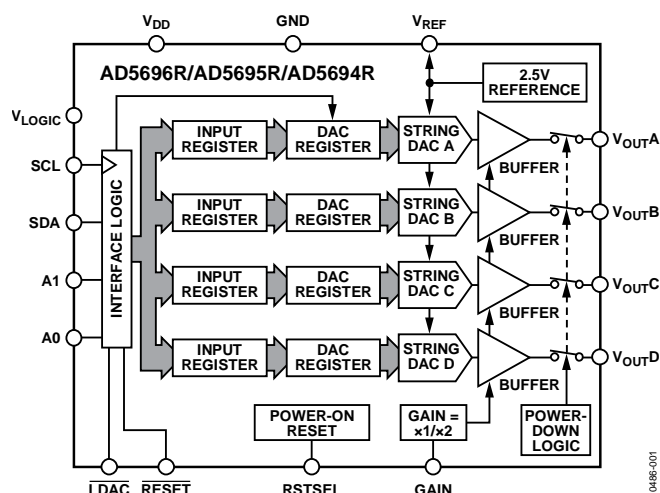 VDD
GND
VREF
AD5696R/AD5695R/AD5694R
2.5V
REFERENCE
VLOGIC
SCL
SDA
A1
A0
INTERFACE LOGIC
INPUT
REGISTER
DAC
REGISTER
STRING
DAC A
BUFFER
VOUTA
INPUT
REGISTER
DAC
REGISTER
STRING
DAC B
BUFFER
VOUTB
INPUT
REGISTER
DAC
REGISTER
STRING
DAC C
BUFFER
VOUTC
INPUT
REGISTER
DAC
REGISTER
STRING
DAC D
BUFFER
VOUTD
POWER-ON
RESET
GAIN =
×1/×2
POWER-
DOWN
LOGIC
LDAC
RESET
RSTSEL
GAIN
0486-001